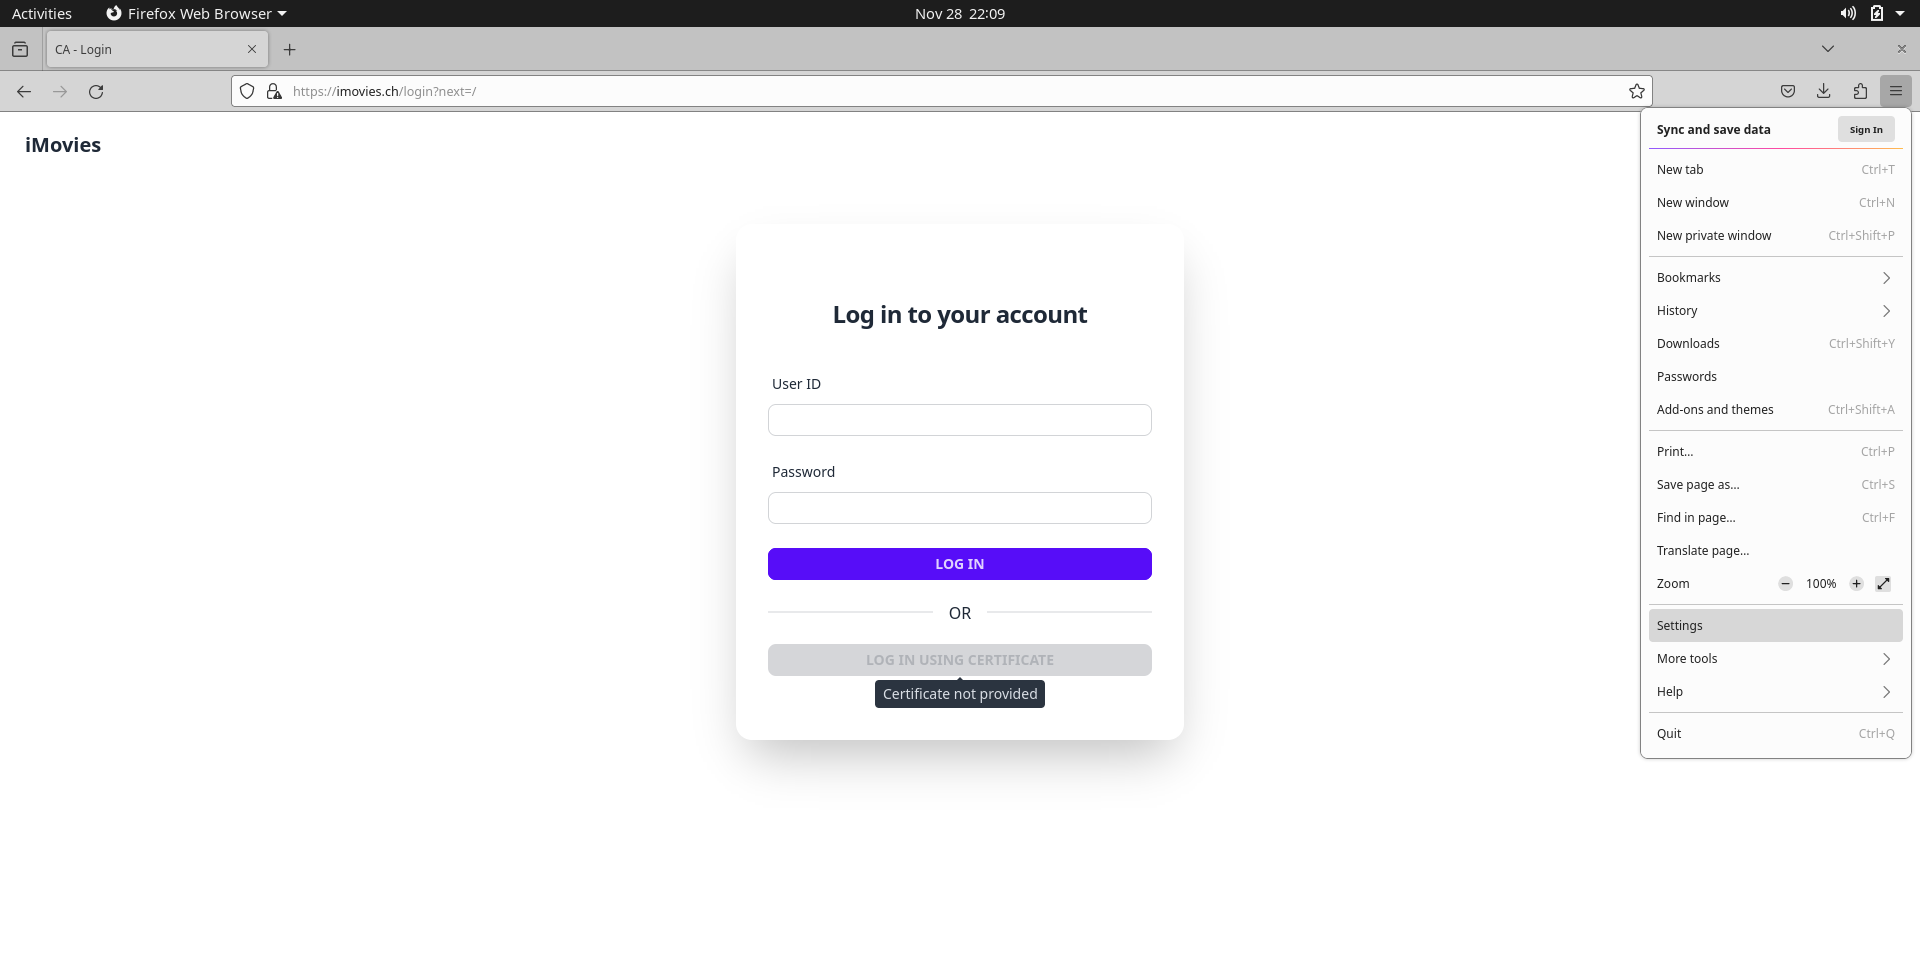 Activities Firefox Web Browser Nov 28 22:09
CA - Login
https://imovies.ch/login?next=/
iMovies
Log in to your account
User ID
Password
LOG IN
OR
LOG IN USING CERTIFICATE
Certificate not provided
Sync and save data Sign In
New tab Ctrl+T
New window Ctrl+N
New private window Ctrl+Shift+P
Bookmarks
History
Downloads Ctrl+Shift+Y
Passwords
Add-ons and themes Ctrl+Shift+A
Print... Ctrl+P
Save page as... Ctrl+S
Find in page... Ctrl+F
Translate page...
Zoom 100%
Settings
More tools
Help
Quit Ctrl+Q